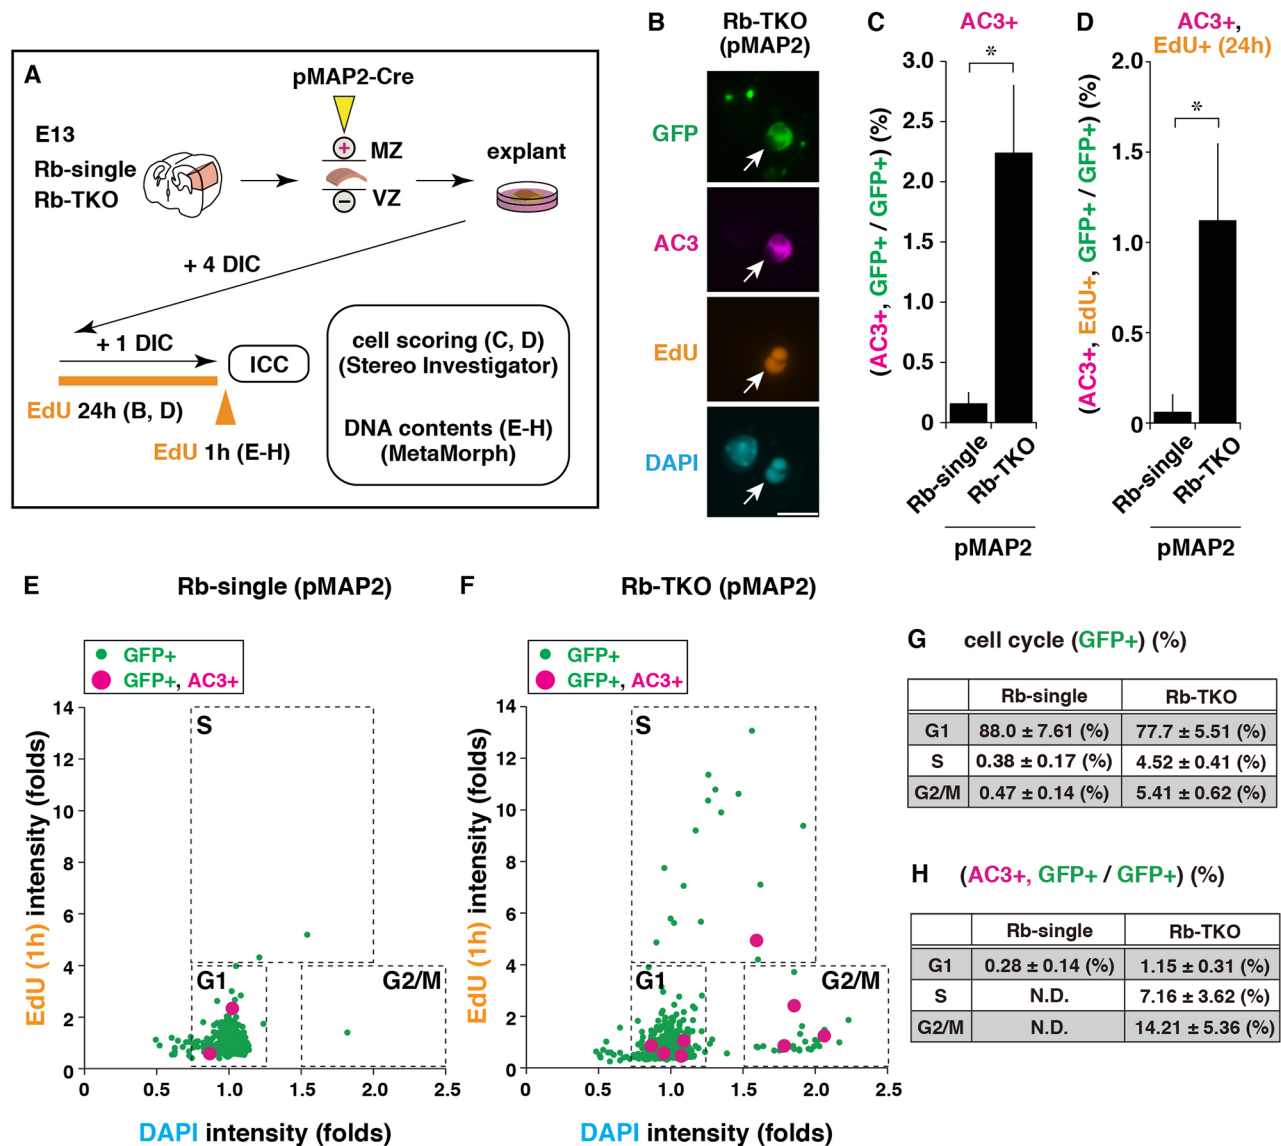 A
pMAP2-Cre
E13
Rb-single
Rb-TKO
+
MZ
−
VZ
explant
+ 4 DIC
+ 1 DIC
ICC
EdU 24h (B, D)
EdU 1h (E-H)
cell scoring (C, D)
(Stereo Investigator)
DNA contents (E-H)
(MetaMorph)
B
Rb-TKO
(pMAP2)
GFP
AC3
EdU
DAPI
C
AC3+
*
(AC3+, GFP+ / GFP+) (%)
3.0
2.5
2.0
1.5
1.0
0.5
0
Rb-single
Rb-TKO
pMAP2
D
AC3+,
EdU+ (24h)
*
(AC3+, EdU+, GFP+ / GFP+) (%)
2.0
1.5
1.0
0.5
0
Rb-single
Rb-TKO
pMAP2
E
Rb-single (pMAP2)
GFP+
GFP+, AC3+
EdU (1h) intensity (folds)
14
12
10
8
6
4
2
0
S
G1
G2/M
0 0.5 1.0 1.5 2.0 2.5
DAPI intensity (folds)
F
Rb-TKO (pMAP2)
GFP+
GFP+, AC3+
EdU (1h) intensity (folds)
14
12
10
8
6
4
2
0
S
G1
G2/M
0 0.5 1.0 1.5 2.0 2.5
DAPI intensity (folds)
G
cell cycle (GFP+) (%)
Rb-single Rb-TKO
G1 88.0 ± 7.61 (%) 77.7 ± 5.51 (%)
S 0.38 ± 0.17 (%) 4.52 ± 0.41 (%)
G2/M 0.47 ± 0.14 (%) 5.41 ± 0.62 (%)
H
(AC3+, GFP+ / GFP+) (%)
Rb-single Rb-TKO
G1 0.28 ± 0.14 (%) 1.15 ± 0.31 (%)
S N.D. 7.16 ± 3.62 (%)
G2/M N.D. 14.21 ± 5.36 (%)